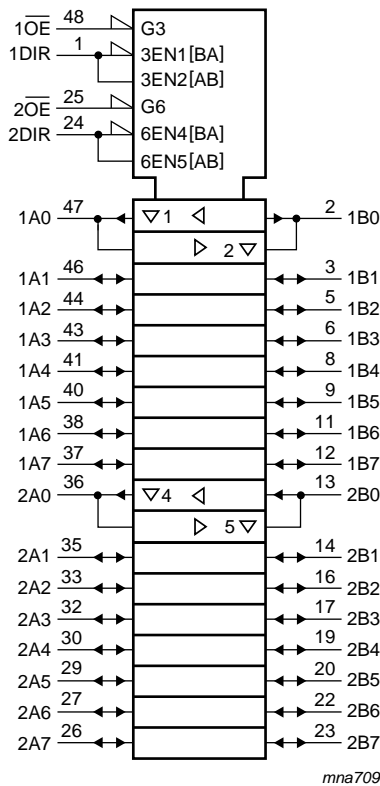 1OE 48 G3
1DIR 1 3EN1[BA]
3EN2[AB]
2OE 25 G6
2DIR 24 6EN4[BA]
6EN5[AB]
1A0 47 1 2 1B0
2
1A1 46 3 1B1
1A2 44 5 1B2
1A3 43 6 1B3
1A4 41 8 1B4
1A5 40 9 1B5
1A6 38 11 1B6
1A7 37 12 1B7
2A0 36 4 13 2B0
5
2A1 35 14 2B1
2A2 33 16 2B2
2A3 32 17 2B3
2A4 30 19 2B4
2A5 29 20 2B5
2A6 27 22 2B6
2A7 26 23 2B7
mna709